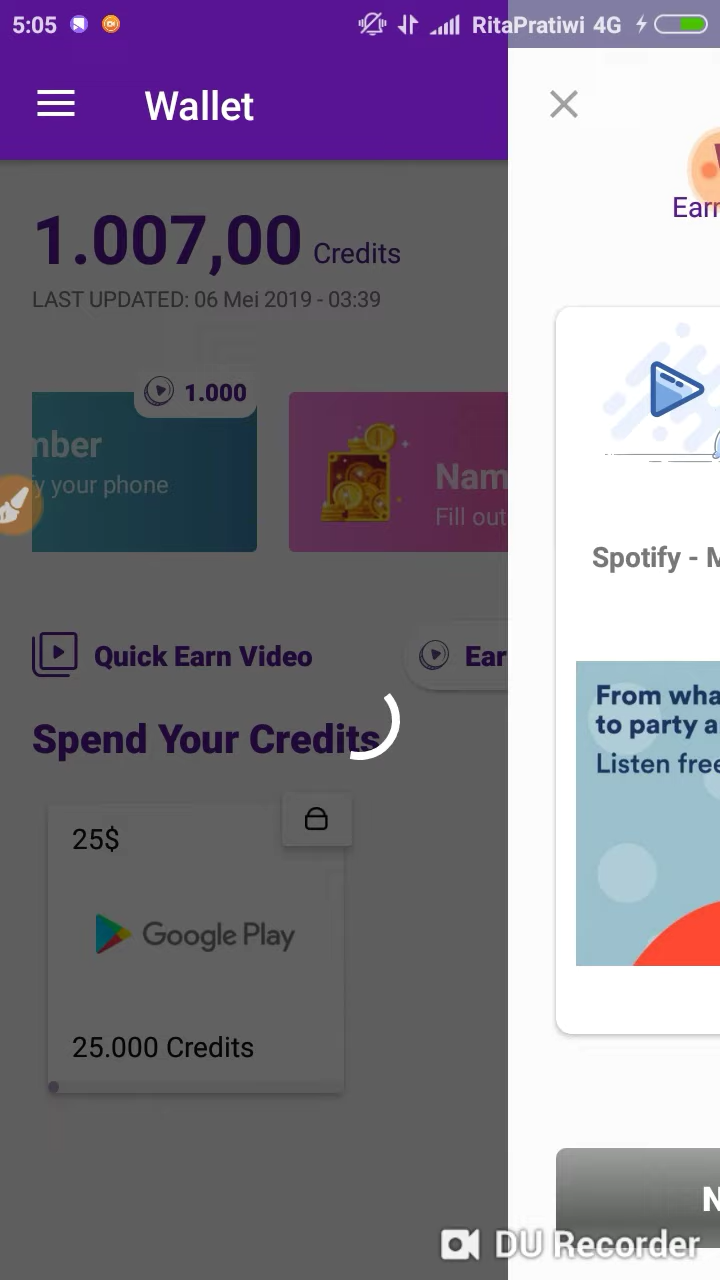 5:05 RitaPratiwi 4G
Wallet
1.007,00 Credits
LAST UPDATED: 06 Mei 2019 - 03:39
1.000
mber
y your phone
Nam
Fill out
Quick Earn Video
Ear
Spend Your Credits
25$
Google Play
25.000 Credits
Earn
Spotify - M
From wha
to party a
Listen free
N
DU Recorder